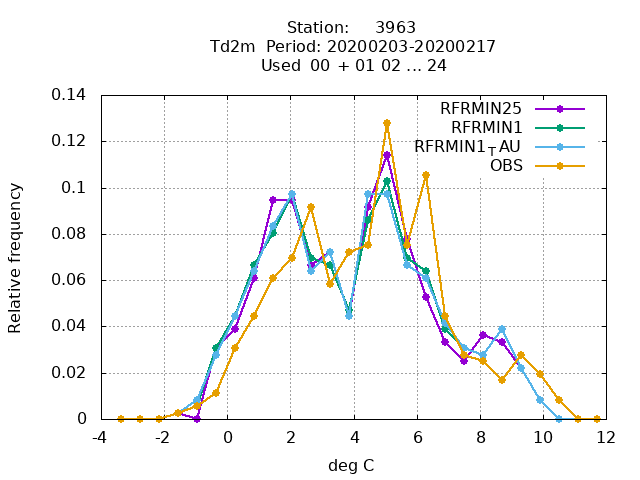 Station: 3963
Td2m Period: 20200203-20200217
Used 00 + 01 02 ... 24
RFRMIN25
RFRMIN1
RFRMIN1TAU
OBS
0.14
0.12
0.1
0.08
0.06
0.04
0.02
0
Relative frequency
-4 -2 0 2 4 6 8 10 12
deg C